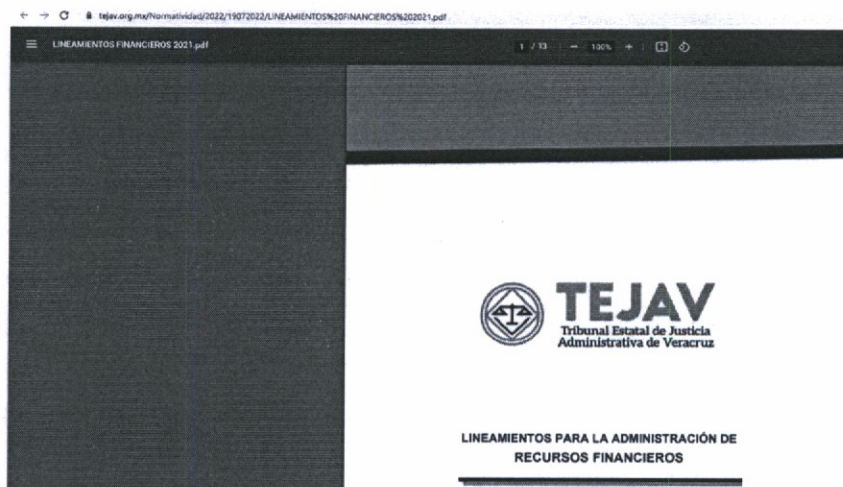 tejav.org.mx/Normatividad/2022/19072022/LINEAMIENTOS%20FINANCIEROS%202021.pdf
LINEAMIENTOS FINANCIEROS 2021.pdf
1 / 13
100%
TEJAV
Tribunal Estatal de Justicia
Administrativa de Veracruz
LINEAMIENTOS PARA LA ADMINISTRACIÓN DE
RECURSOS FINANCIEROS